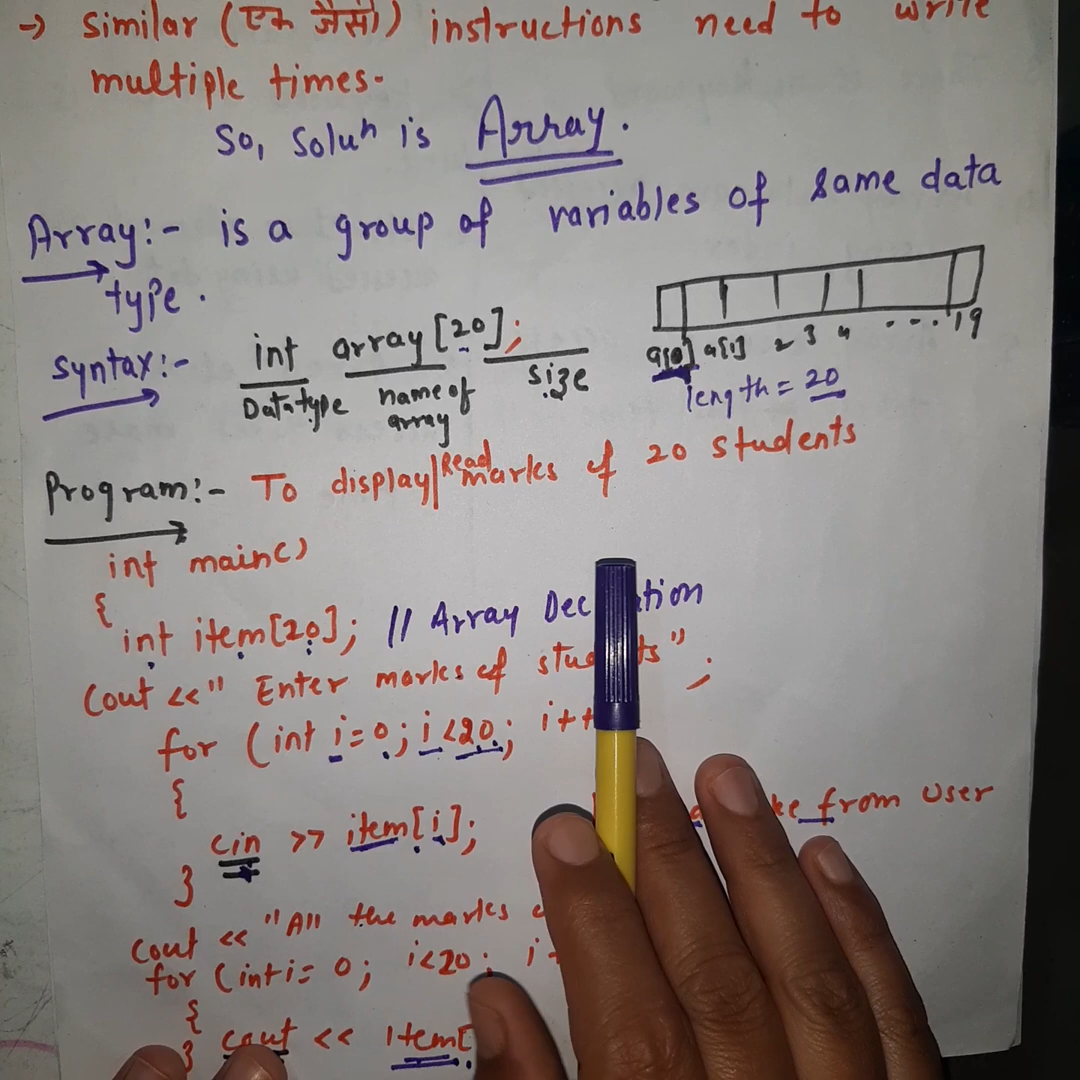 → Similar (एक जैसी) instructions need to write
multiple times-
So, Soluⁿ is Array.
Array:- is a group of variables of same data
type.
Syntax:- int array[20];
Datatype name of array size
a[0] a[1] 2 3 4 ... 19
length = 20
Program:- To display/Read marks of 20 students
int main()
{
int item[20]; // Array
Cout <<" Enter marks of
";
for (int i=0; i<20; i++
{
cin >> item[i];
from user
}
cout << "All the marks
for (int i= 0; i<20;
{
cout << item[
}